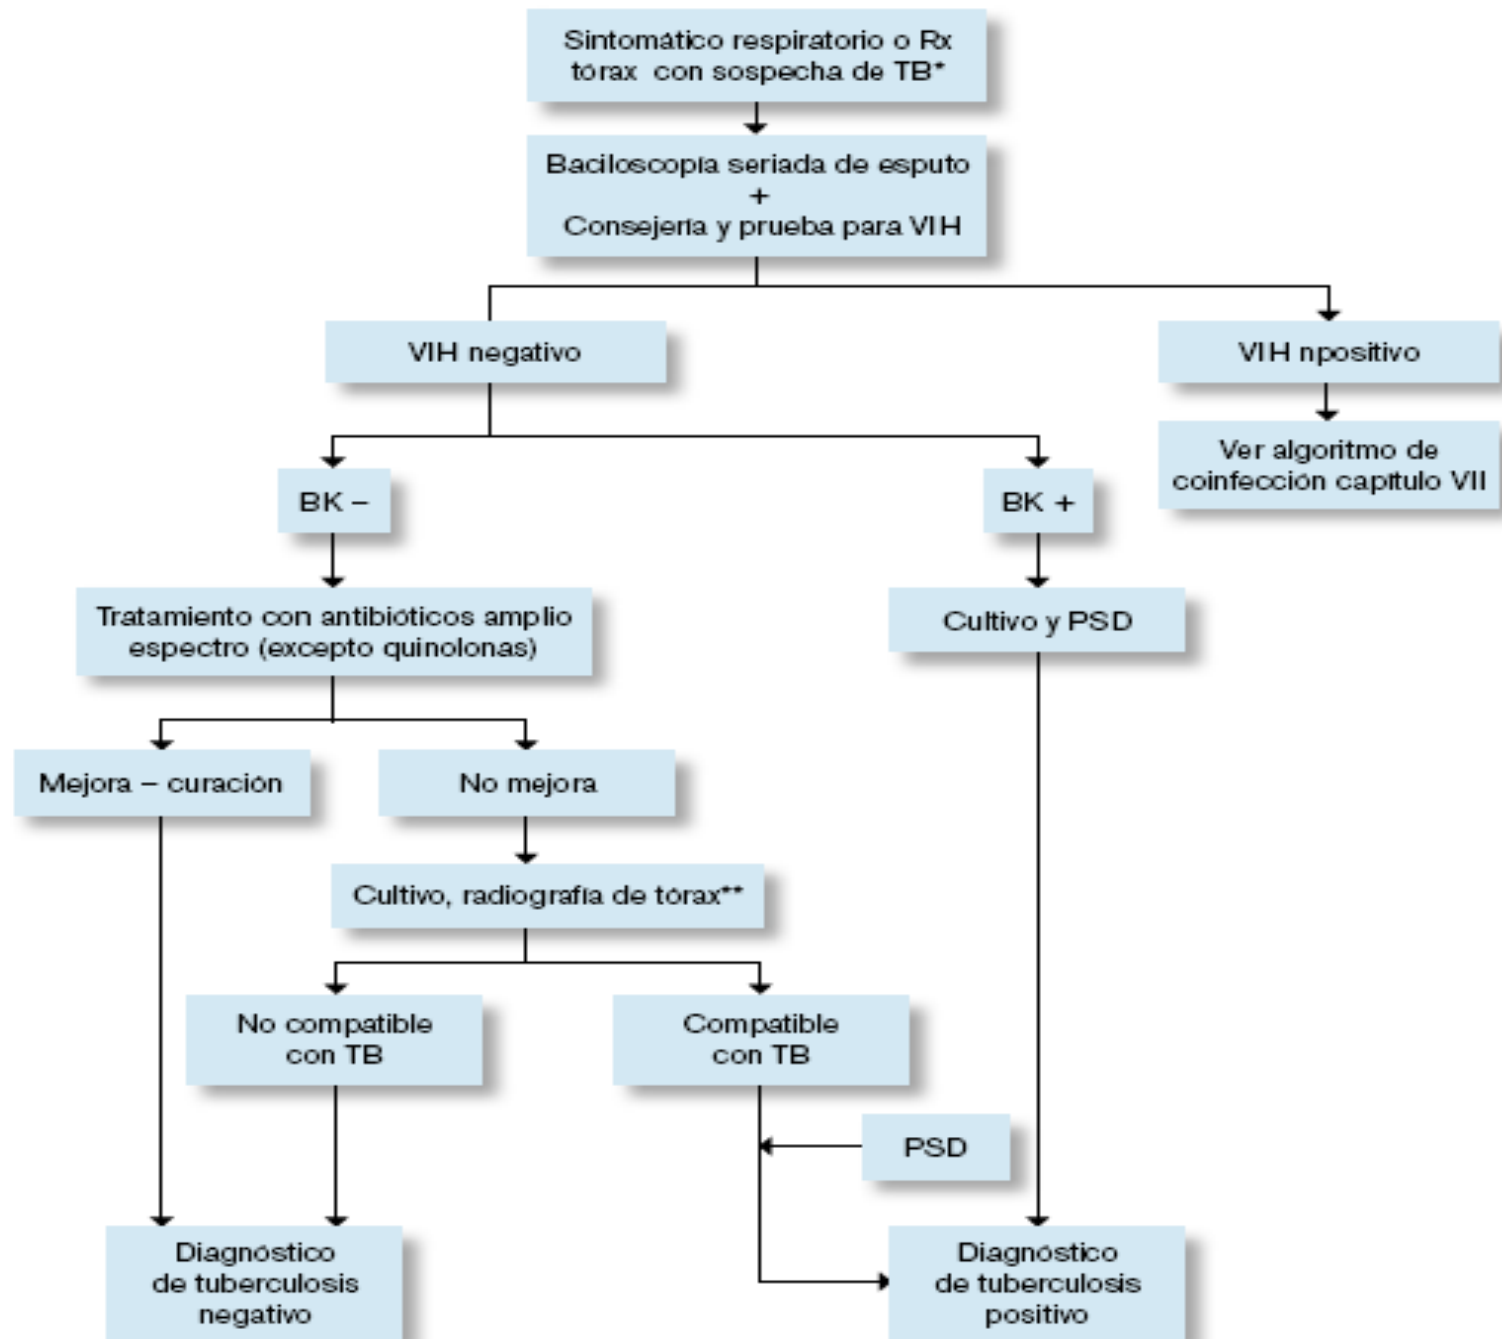 Sintomático respiratorio o Rx
tórax con sospecha de TB*
Baciloscopía seriada de esputo
+
Consejería y prueba para VIH
VIH negativo
VIH npositivo
Ver algoritmo de
coinfección capítulo VII
BK –
BK +
Tratamiento con antibióticos amplio
espectro (excepto quinolonas)
Cultivo y PSD
Mejora – curación
No mejora
Cultivo, radiografía de tórax**
No compatible
con TB
Compatible
con TB
PSD
Diagnóstico
de tuberculosis
negativo
Diagnóstico
de tuberculosis
positivo